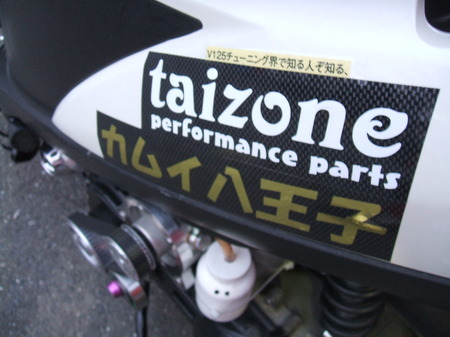 V125チューニング界で知る人ぞ知る、
taizone
performance parts
カムイ八王子